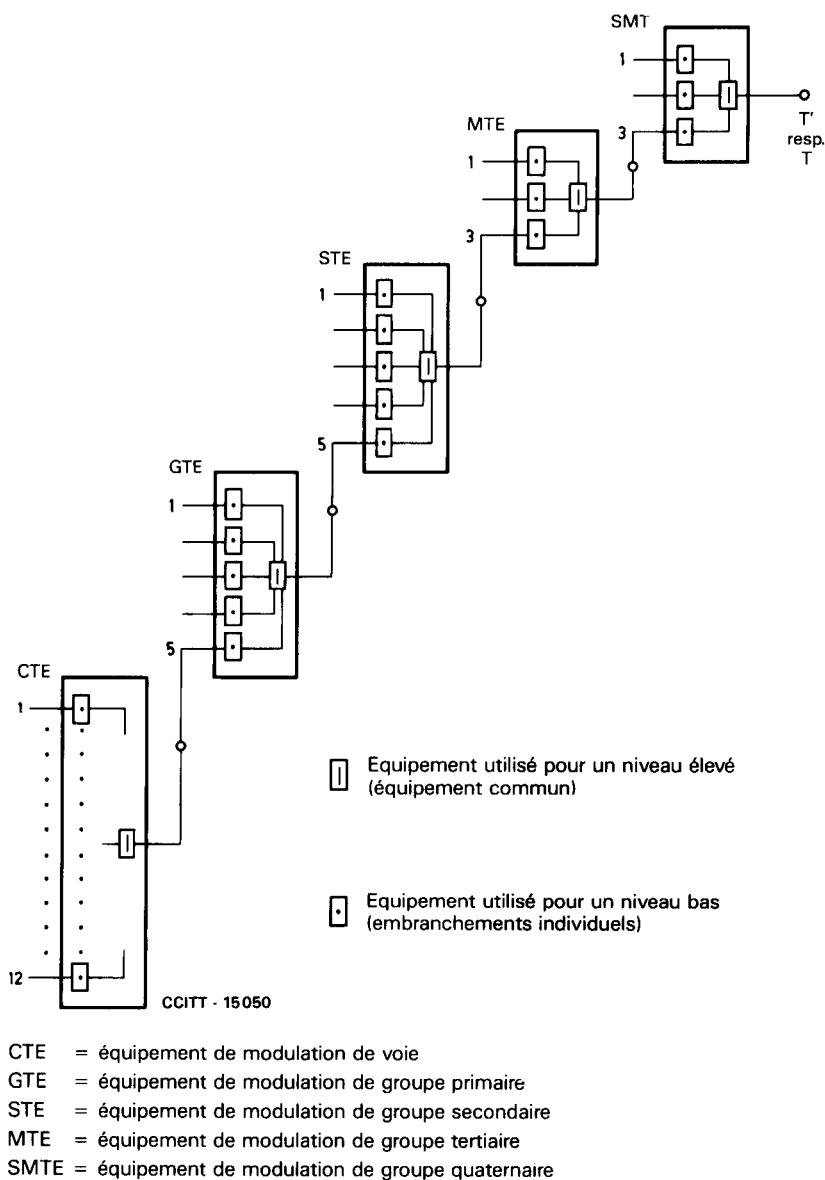 SMT
1
3
T'
resp.
T
MTE
1
3
STE
1
5
GTE
1
5
CTE
1
12
Equipement utilisé pour un niveau élevé
(équipement commun)
Equipement utilisé pour un niveau bas
(embranchements individuels)
CCITT - 15050
CTE = équipement de modulation de voie
GTE = équipement de modulation de groupe primaire
STE = équipement de modulation de groupe secondaire
MTE = équipement de modulation de groupe tertiaire
SMTE = équipement de modulation de groupe quaternaire